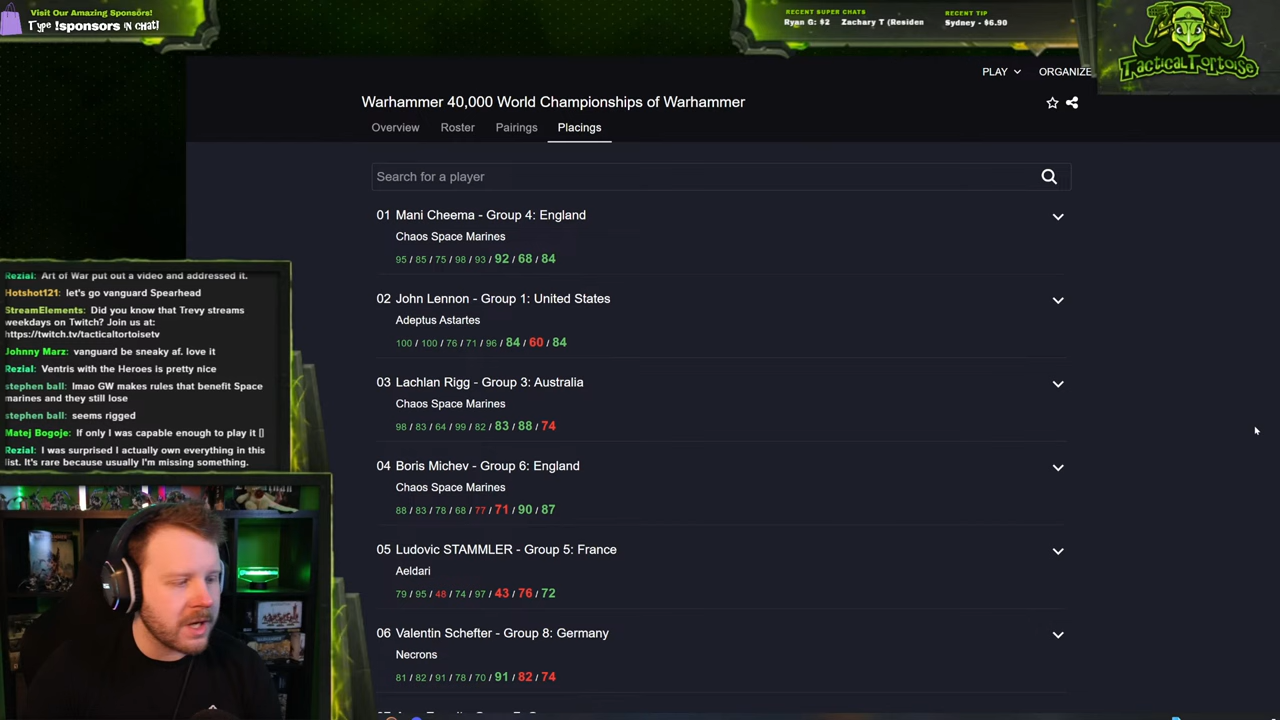 Visit Our Amazing Sponsors!
Type !sponsors in chat!
RECENT SUPER CHATS
Ryan G: $2 Zachary T (Residen
RECENT TIP
Sydney - $6.90
TACTICALTORTOISE
PLAY
ORGANIZE
Warhammer 40,000 World Championships of Warhammer
Overview
Roster
Pairings
Placings
Search for a player
01 Mani Cheema - Group 4: England
Chaos Space Marines
95 / 85 / 75 / 98 / 93 / 92 / 68 / 84
02 John Lennon - Group 1: United States
Adeptus Astartes
100 / 100 / 76 / 71 / 96 / 84 / 60 / 84
03 Lachlan Rigg - Group 3: Australia
Chaos Space Marines
98 / 83 / 64 / 99 / 82 / 83 / 88 / 74
04 Boris Michev - Group 6: England
Chaos Space Marines
88 / 83 / 78 / 68 / 77 / 71 / 90 / 87
05 Ludovic STAMMLER - Group 5: France
Aeldari
79 / 95 / 48 / 74 / 97 / 43 / 76 / 72
06 Valentin Schefter - Group 8: Germany
Necrons
81 / 82 / 91 / 78 / 70 / 91 / 82 / 74
Rezial: Art of War put out a video and addressed it.
Hotshot121: let's go vanguard Spearhead
StreamElements: Did you know that Trevy streams
weekdays on Twitch? Join us at:
https://twitch.tv/tacticaltortoisetv
Johnny Marz: vanguard be sneaky af. love it
Rezial: Ventris with the Heroes is pretty nice
stephen ball: lmao GW makes rules that benefit Space
marines and they still lose
stephen ball: seems rigged
Matej Bogoje: If only I was capable enough to play it []
Rezial: I was surprised I actually own everything in this
list. It's rare because usually I'm missing something.